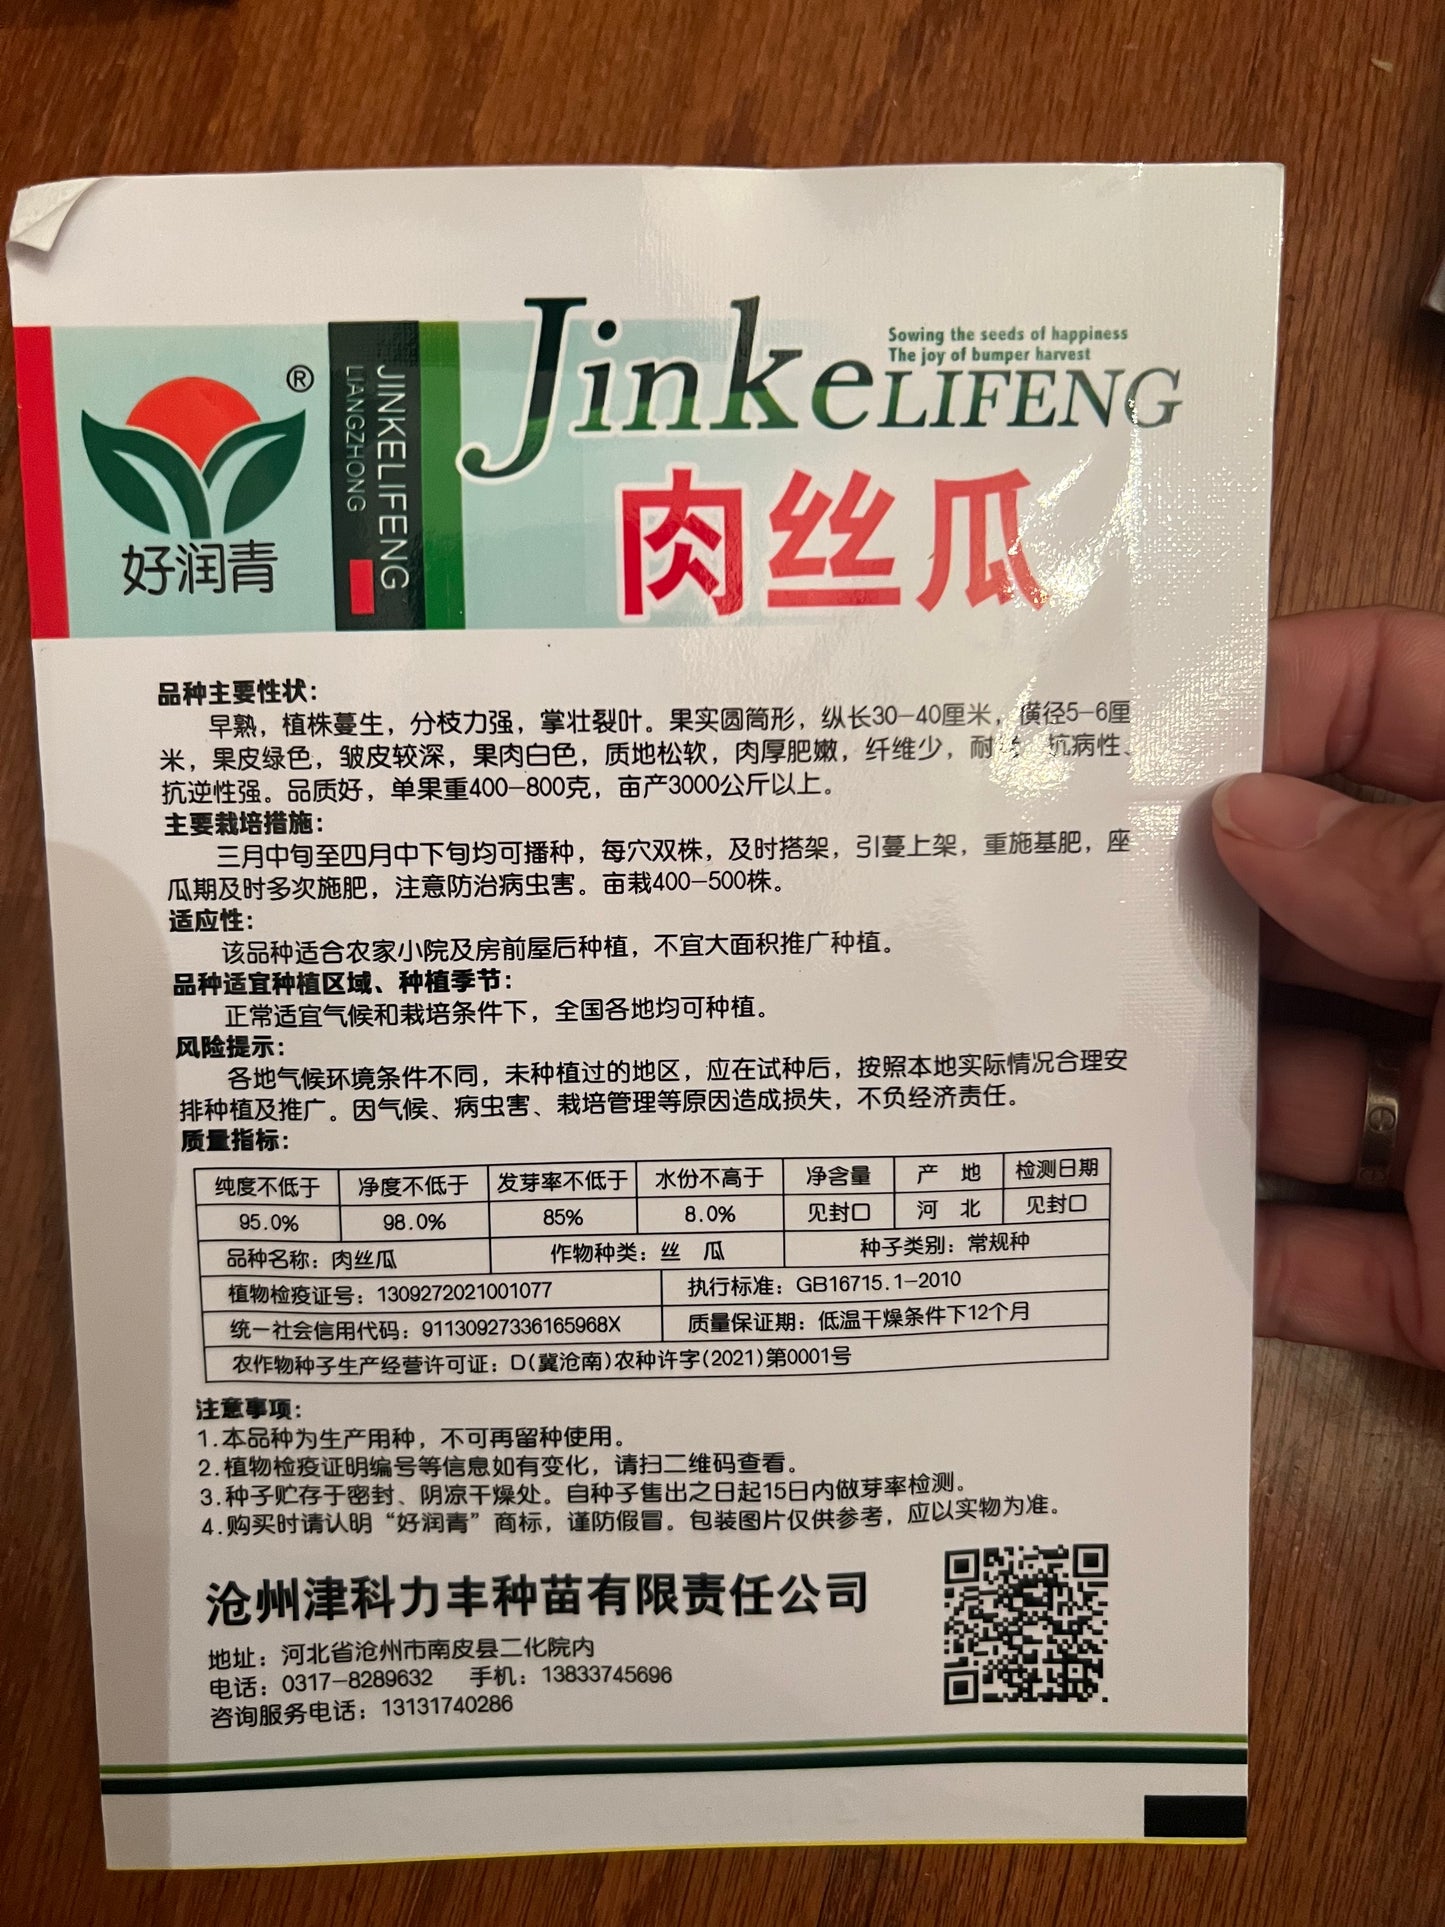 Sowing the seeds of happiness
The joy of bumper harvest
JinkeLIFENG
®
好润青
JINKELIFENG
LIANGZHONG
肉丝瓜
品种主要性状：
早熟，植株蔓生，分枝力强，掌壮裂叶。果实圆筒形，纵长30-40厘米，横径5-6厘
米，果皮绿色，皱皮较深，果肉白色，质地松软，肉厚肥嫩，纤维少，耐 抗病性、
抗逆性强。品质好，单果重400-800克，亩产3000公斤以上。
主要栽培措施：
三月中旬至四月中下旬均可播种，每穴双株，及时搭架，引蔓上架，重施基肥，座
瓜期及时多次施肥，注意防治病虫害。亩栽400-500株。
适应性：
该品种适合农家小院及房前屋后种植，不宜大面积推广种植。
品种适宜种植区域、种植季节：
正常适宜气候和栽培条件下，全国各地均可种植。
风险提示：
各地气候环境条件不同，未种植过的地区，应在试种后，按照本地实际情况合理安
排种植及推广。因气候、病虫害、栽培管理等原因造成损失，不负经济责任。
质量指标：
纯度不低于 净度不低于 发芽率不低于 水份不高于 净含量 产 地 检测日期
95.0% 98.0% 85% 8.0% 见封口 河 北 见封口
品种名称：肉丝瓜 作物种类：丝 瓜 种子类别：常规种
植物检疫证号：1309272021001077 执行标准：GB16715.1-2010
统一社会信用代码：91130927336165968X 质量保证期：低温干燥条件下12个月
农作物种子生产经营许可证：D(冀沧南)农种许字(2021)第0001号
注意事项：
1.本品种为生产用种，不可再留种使用。
2.植物检疫证明编号等信息如有变化，请扫二维码查看。
3.种子贮存于密封、阴凉干燥处。自种子售出之日起15日内做芽率检测。
4.购买时请认明“好润青”商标，谨防假冒。包装图片仅供参考，应以实物为准。
沧州津科力丰种苗有限责任公司
地址：河北省沧州市南皮县二化院内
电话：0317-8289632 手机：13833745696
咨询服务电话：13131740286